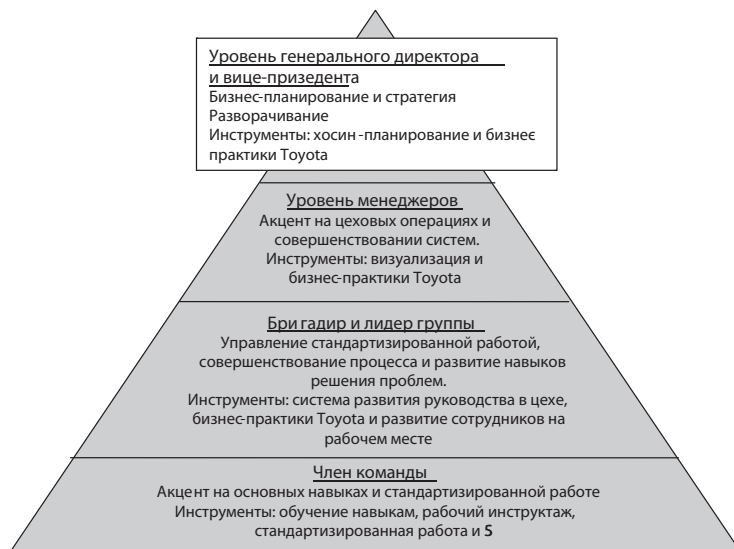 Уровень генерального директора
и вице-призедента
Бизнес-планирование и стратегия
Разворачивание
Инструменты: хосин-планирование и бизнес
практики Toyota
Уровень менеджеров
Акцент на цеховых операциях и
совершенствовании систем.
Инструменты: визуализация и
бизнес-практики Toyota
Бри гадир и лидер группы
Управление стандартизированной работой,
совершенствование процесса и развитие навыков
решения проблем.
Инструменты: система развития руководства в цехе,
бизнес-практики Toyota и развитие сотрудников на
рабочем месте
Член команды
Акцент на основных навыках и стандартизированной работе
Инструменты: обучение навыкам, рабочий инструктаж,
стандартизированная работа и 5